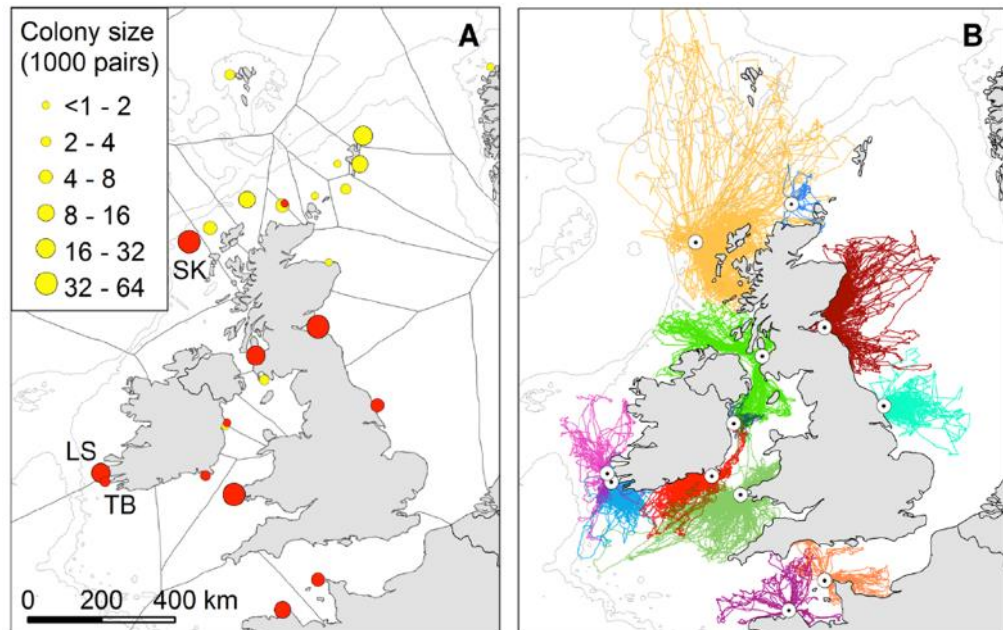 Colony size
(1000 pairs)
<1 - 2
2 - 4
4 - 8
8 - 16
16 - 32
32 - 64
A
SK
LS
TB
0 200 400 km
B